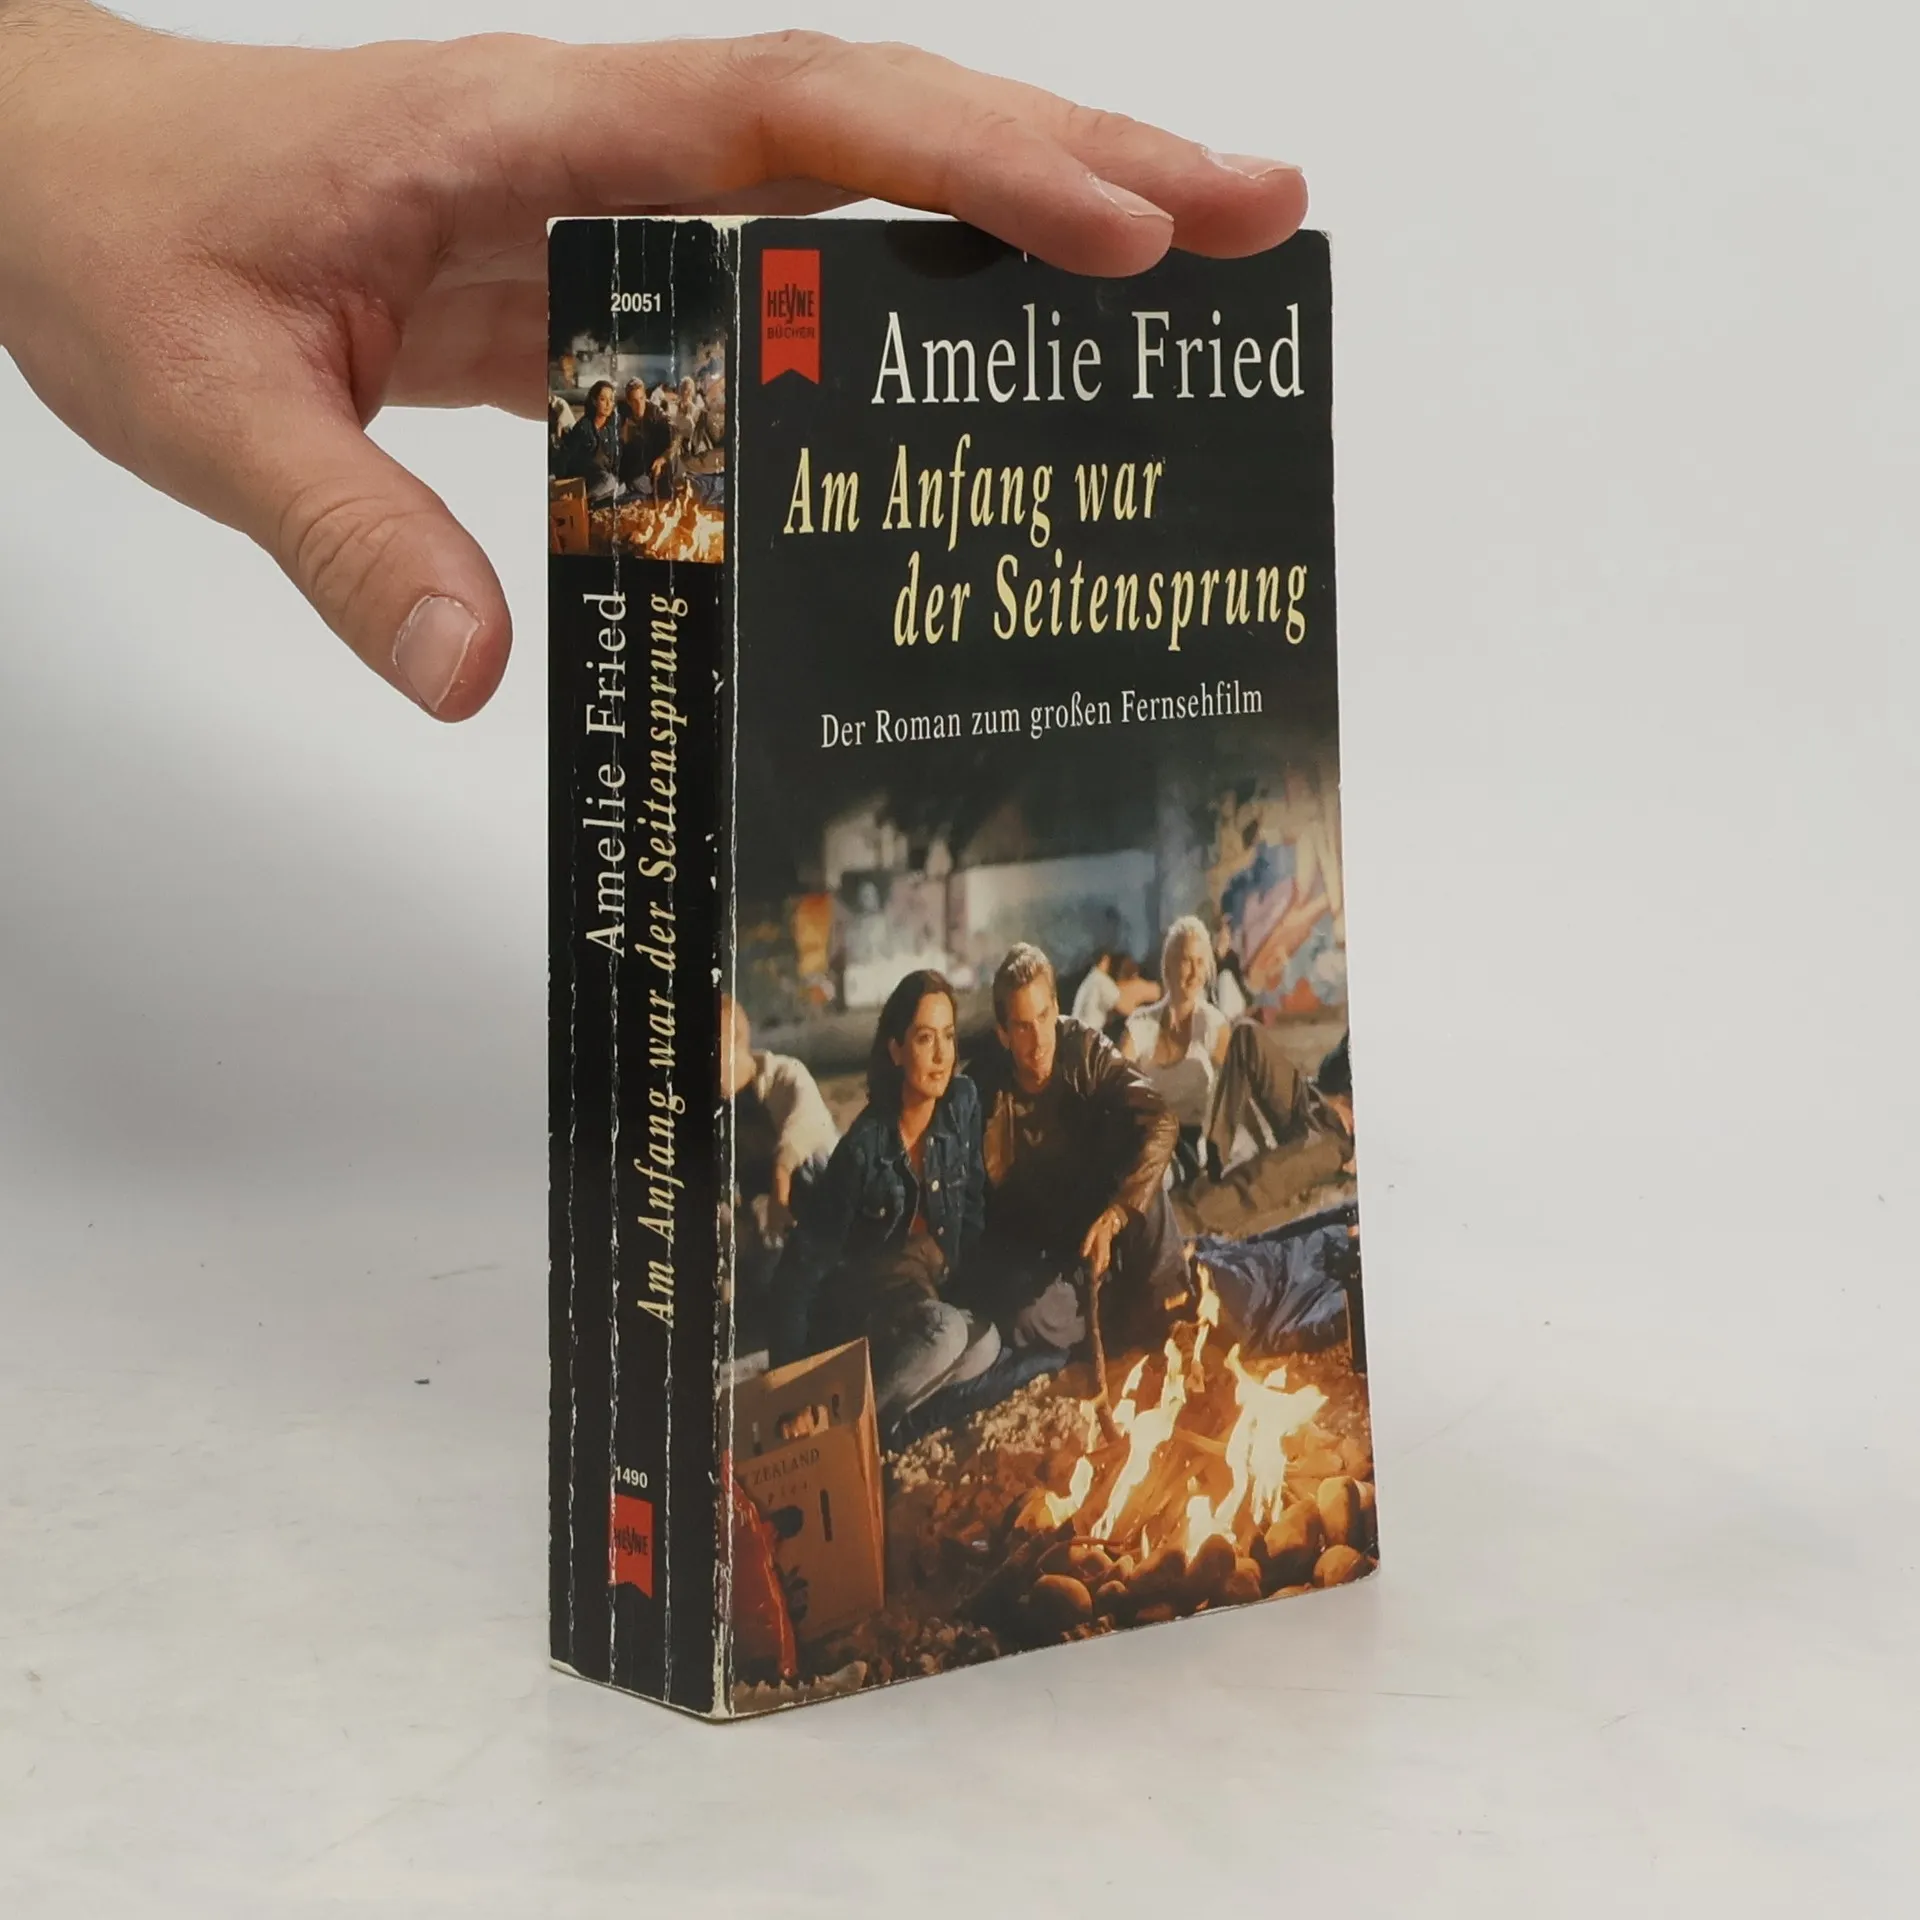 20051
Amelie Fried
Am Anfang war der Seitensprung
1490
HEYNE
HEYNE
BÜCHER
Amelie Fried
Am Anfang war
der Seitensprung
Der Roman zum großen Fernsehfilm
ZEALAND